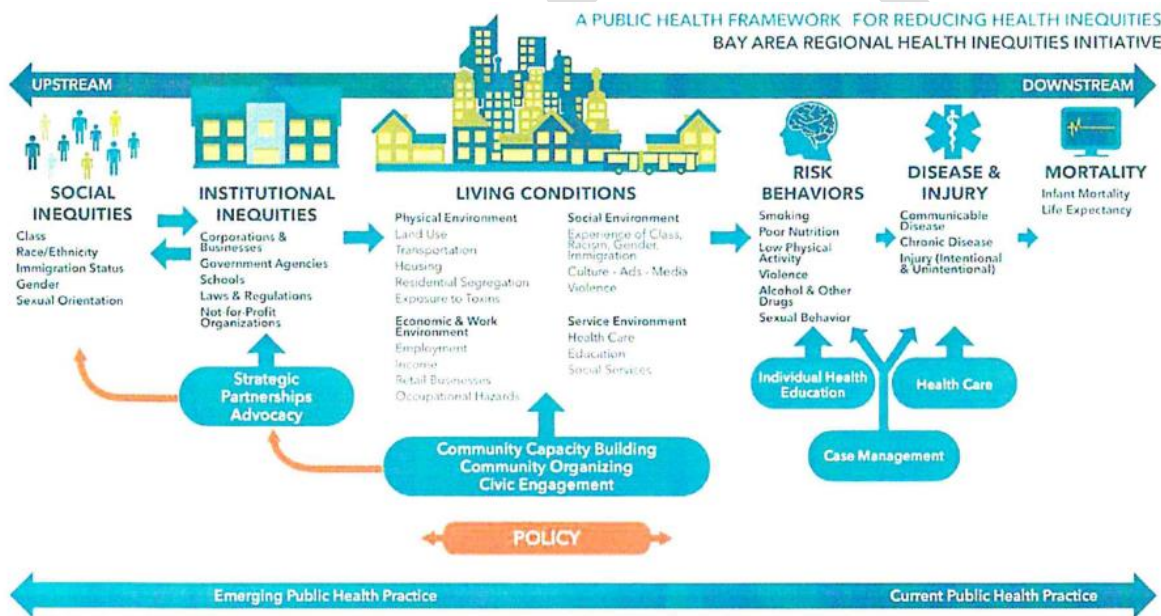 A PUBLIC HEALTH FRAMEWORK FOR REDUCING HEALTH INEQUITIES
BAY AREA REGIONAL HEALTH INEQUITIES INITIATIVE
UPSTREAM
DOWNSTREAM
SOCIAL
INEQUITIES
Class
Race/Ethnicity
Immigration Status
Gender
Sexual Orientation
INSTITUTIONAL
INEQUITIES
Corporations &
Businesses
Government Agencies
Schools
Laws & Regulations
Not-for-Profit
Organizations
Strategic
Partnerships
Advocacy
LIVING CONDITIONS
Physical Environment
Land Use
Transportation
Housing
Residential Segregation
Exposure to Toxins
Economic & Work
Environment
Employment
Income
Retail Businesses
Occupational Hazards
Social Environment
Experience of Class,
Racism, Gender,
Immigration
Culture - Ads - Media
Violence
Service Environment
Health Care
Education
Social Services
Community Capacity Building
Community Organizing
Civic Engagement
RISK
BEHAVIORS
Smoking
Poor Nutrition
Low Physical
Activity
Violence
Alcohol & Other
Drugs
Sexual Behavior
Individual Health
Education
DISEASE &
INJURY
Communicable
Disease
Chronic Disease
Injury (Intentional
& Unintentional)
Health Care
Case Management
MORTALITY
Infant Mortality
Life Expectancy
POLICY
Emerging Public Health Practice
Current Public Health Practice